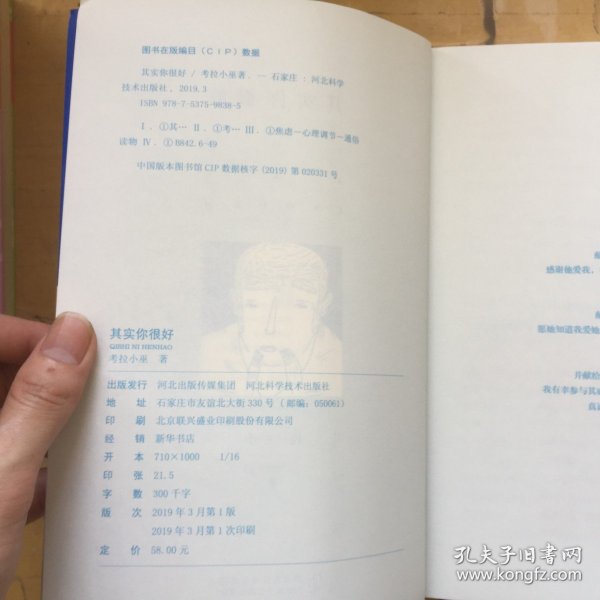 图书在版编目(CIP)数据
其实你很好 / 考拉小巫著. — 石家庄 : 河北科学
技术出版社, 2019.3
ISBN 978-7-5375-9838-5
Ⅰ. ①其… Ⅱ. ①考… Ⅲ. ①焦虑-心理调节-通俗
读物 Ⅳ. ①B842.6-49
中国版本图书馆CIP数据核字(2019)第020331号
其实你很好
QISHI NI HENHAO
考拉小巫 著
出版发行 河北出版传媒集团 河北科学技术出版社
地 址 石家庄市友谊北大街330号(邮编:050061)
印 刷 北京联兴盛业印刷股份有限公司
经 销 新华书店
开 本 710×1000 1/16
印 张 21.5
字 数 300千字
版 次 2019年3月第1版
2019年3月第1次印刷
定 价 58.00元
感谢他爱我,
愿她知道我爱她
并献给
我有幸参与其
孔夫子旧书网
www.kongfz.com